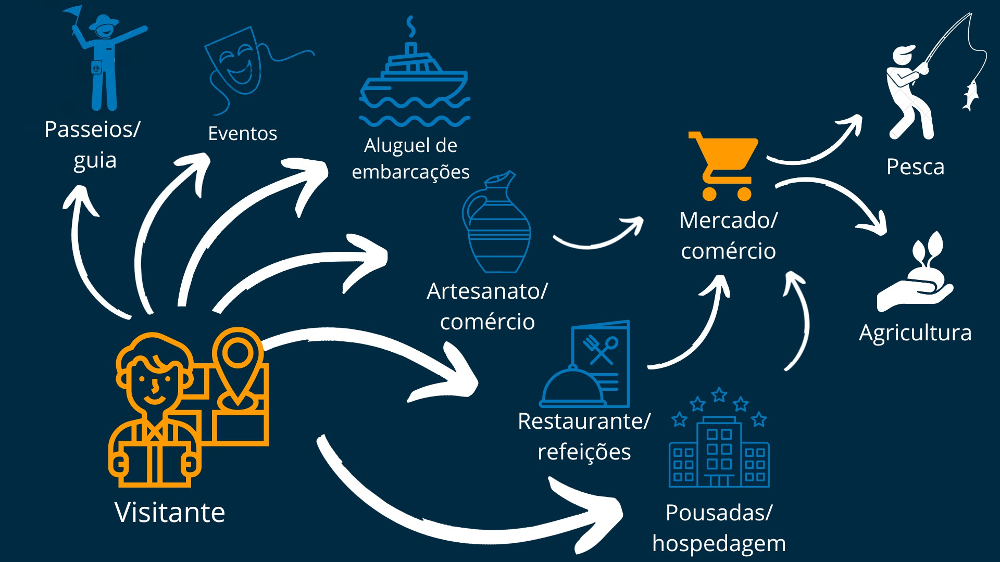 Passeios/
guia
Eventos
Aluguel de
embarcações
Pesca
Mercado/
comércio
Artesanato/
comércio
Agricultura
Restaurante/
refeições
Visitante
Pousadas/
hospedagem